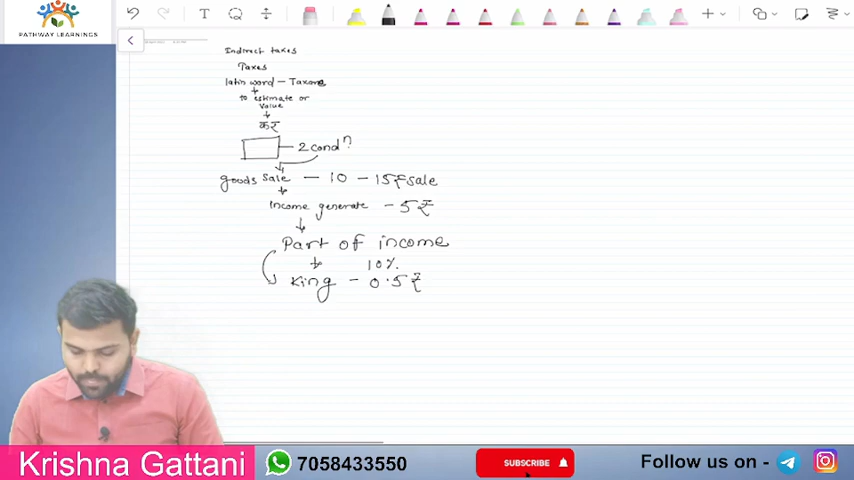 PATHWAY LEARNINGS
T
Indirect taxes
Taxes
latin word - Taxare
to estimate or
value
कर
2 condⁿ
goods sale - 10 - 15₹ sale
Income generate - 5₹
Part of income
10%
King - 0.5₹
Krishna Gattani
7058433550
SUBSCRIBE
Follow us on -